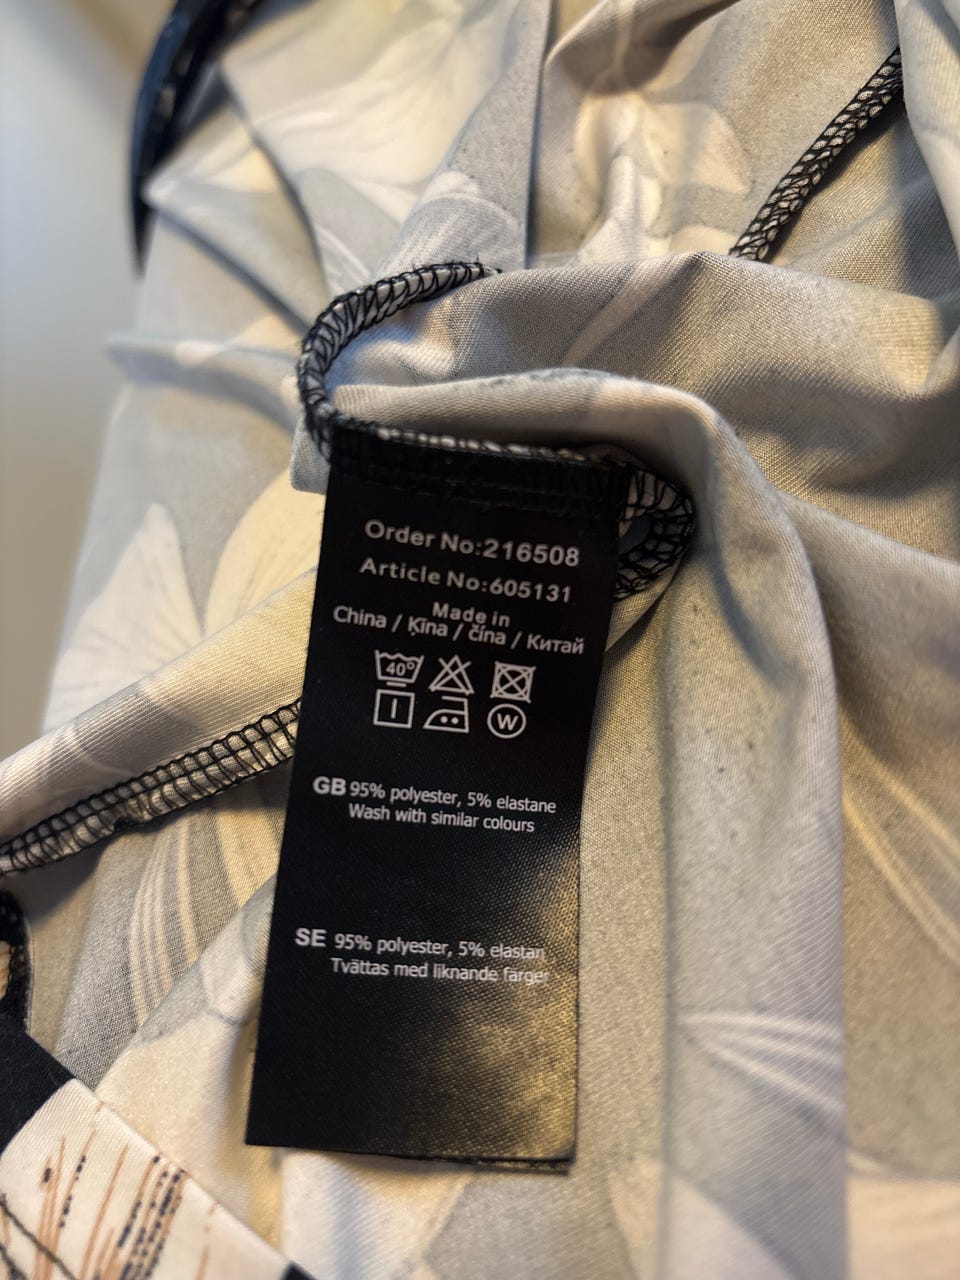 Order No:216508
Article No:605131
Made in
China / Ķīna / čína / Китай
40°
W
GB 95% polyester, 5% elastane
Wash with similar colours
SE 95% polyester, 5% elastan
Tvättas med liknande färger